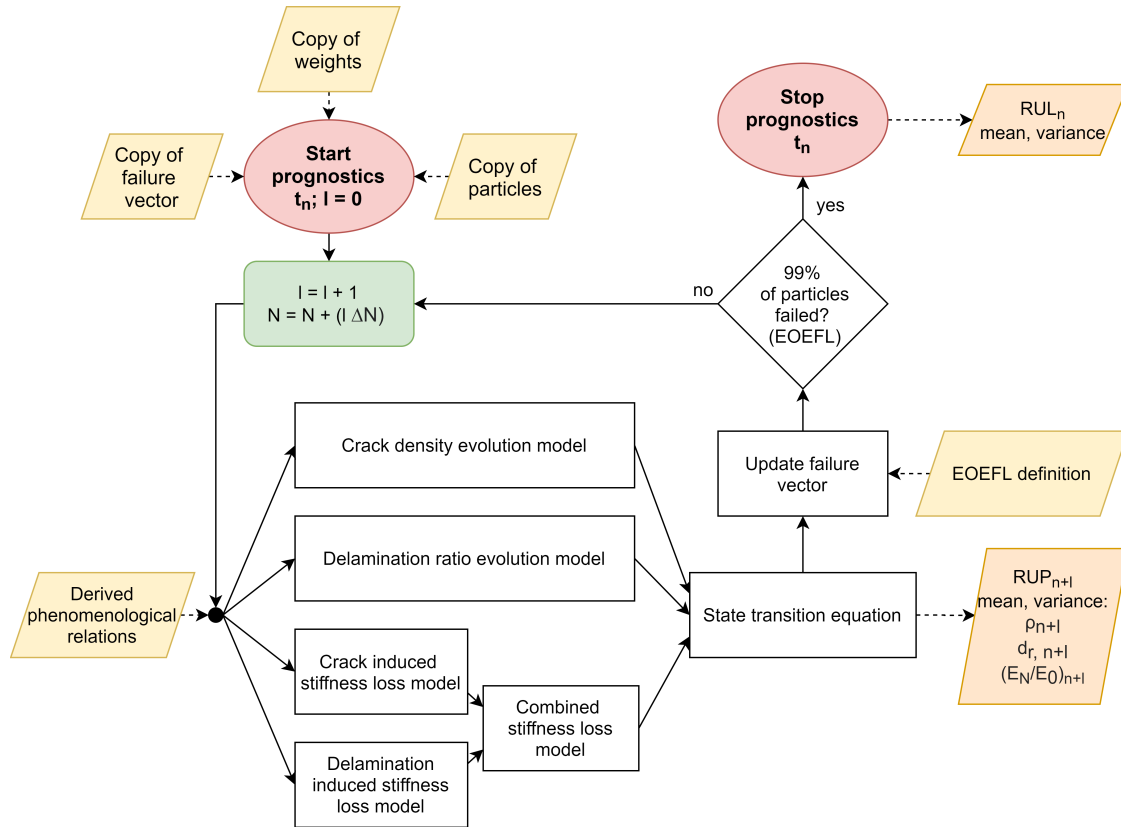 Copy of
weights
Copy of
failure
vector
Start
prognostics
tn; l = 0
Copy of
particles
Stop
prognostics
tn
RULn
mean, variance
yes
l = l + 1
N = N + (l ΔN)
no
99%
of particles
failed?
(EOEFL)
Crack density evolution model
Update failure
vector
EOEFL definition
Delamination ratio evolution model
Derived
phenomenological
relations
State transition equation
RUPn+l
mean, variance:
ρn+l
dr, n+l
(EN/E0)n+l
Crack induced
stiffness loss model
Combined
stiffness loss
model
Delamination
induced stiffness
loss model